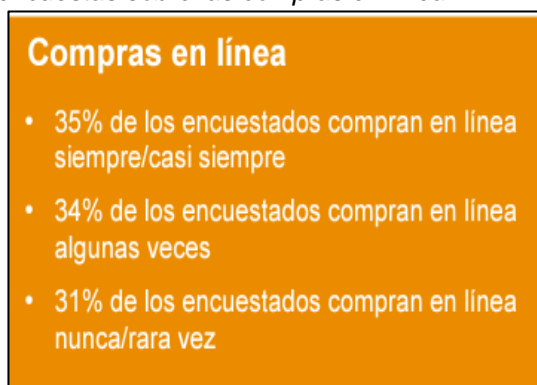 Compras en línea
• 35% de los encuestados compran en línea
siempre/casi siempre
• 34% de los encuestados compran en línea
algunas veces
• 31% de los encuestados compran en línea
nunca/rara vez